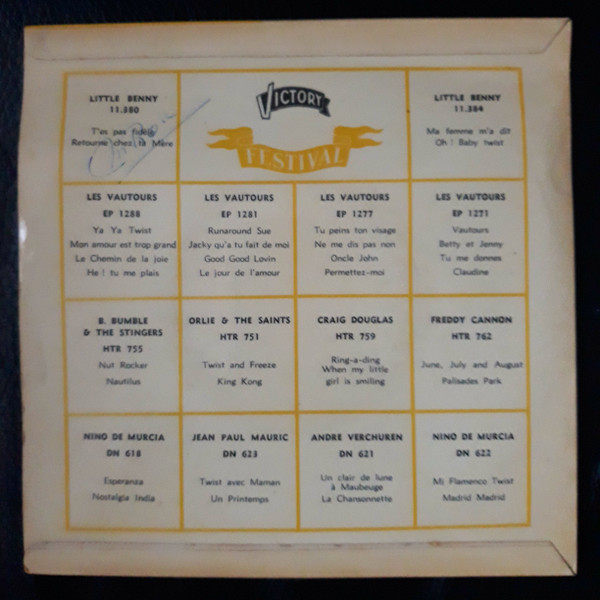 LITTLE BENNY
11.380
T'es pas fidèle
Retourne chez ta Mère
VICTORY
FESTIVAL
LITTLE BENNY
11.384
Ma femme m'a dit
Oh ! Baby twist
LES VAUTOURS
EP 1288
Ya Ya Twist
Mon amour est trop grand
Le Chemin de la joie
He ! tu me plais
LES VAUTOURS
EP 1281
Runaround Sue
Jacky qu'a tu fait de moi
Good Good Lovin
Le jour de l'amour
LES VAUTOURS
EP 1277
Tu peins ton visage
Ne me dis pas non
Oncle John
Permettez-moi
LES VAUTOURS
EP 1271
Vautours
Betty et Jenny
Tu me donnes
Claudine
B. BUMBLE
& THE STINGERS
HTR 755
Nut Rocker
Nautilus
ORLIE & THE SAINTS
HTR 751
Twist and Freeze
King Kong
CRAIG DOUGLAS
HTR 759
Ring-a-ding
When my little
girl is smiling
FREDDY CANNON
HTR 762
June, July and August
Palisades Park
NINO DE MURCIA
DN 618
Esperanza
Nostalgia India
JEAN PAUL MAURIC
DN 623
Twist avec Maman
Un Printemps
ANDRE VERCHUREN
DN 621
Un clair de lune
à Maubeuge
La Chansonnette
NINO DE MURCIA
DN 622
Mi Flamenco Twist
Madrid Madrid